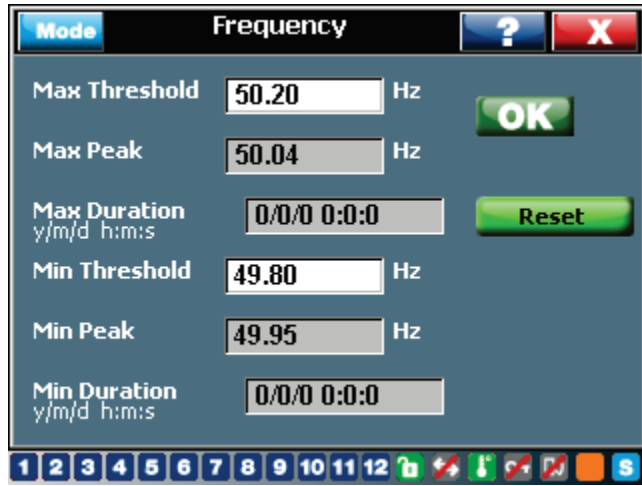 Mode Frequency ? X
Max Threshold 50.20 Hz
OK
Max Peak 50.04 Hz
Max Duration 0/0/0 0:0:0
y/m/d h:m:s
Reset
Min Threshold 49.80 Hz
Min Peak 49.95 Hz
Min Duration 0/0/0 0:0:0
y/m/d h:m:s
1 2 3 4 5 6 7 8 9 10 11 12 S